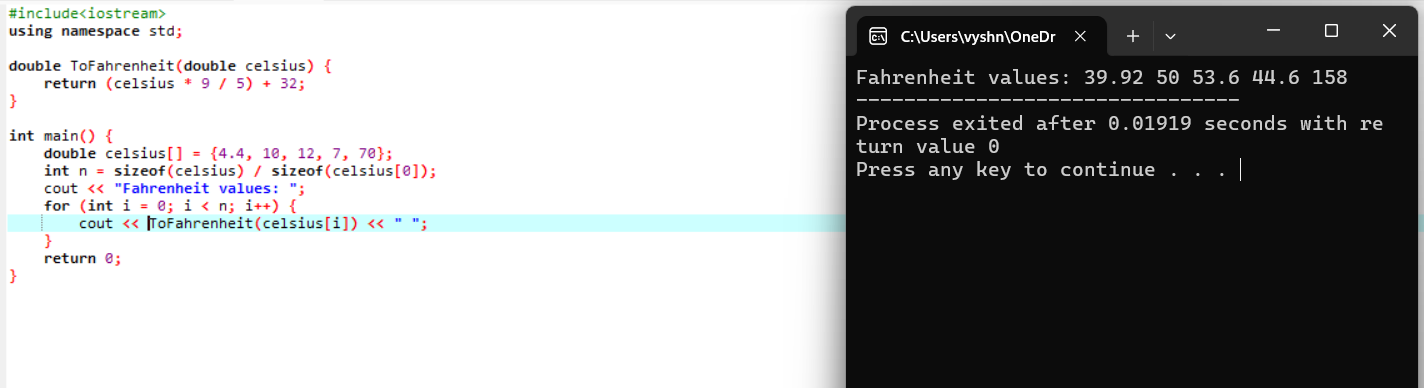 #include<iostream>
using namespace std;
double ToFahrenheit(double celsius) {
    return (celsius * 9 / 5) + 32;
}
int main() {
    double celsius[] = {4.4, 10, 12, 7, 70};
    int n = sizeof(celsius) / sizeof(celsius[0]);
    cout << "Fahrenheit values: ";
    for (int i = 0; i < n; i++) {
        cout << ToFahrenheit(celsius[i]) << " ";
    }
    return 0;
}
C:\Users\vyshn\OneDr
Fahrenheit values: 39.92 50 53.6 44.6 158
--------------------------------
Process exited after 0.01919 seconds with re
turn value 0
Press any key to continue . . .